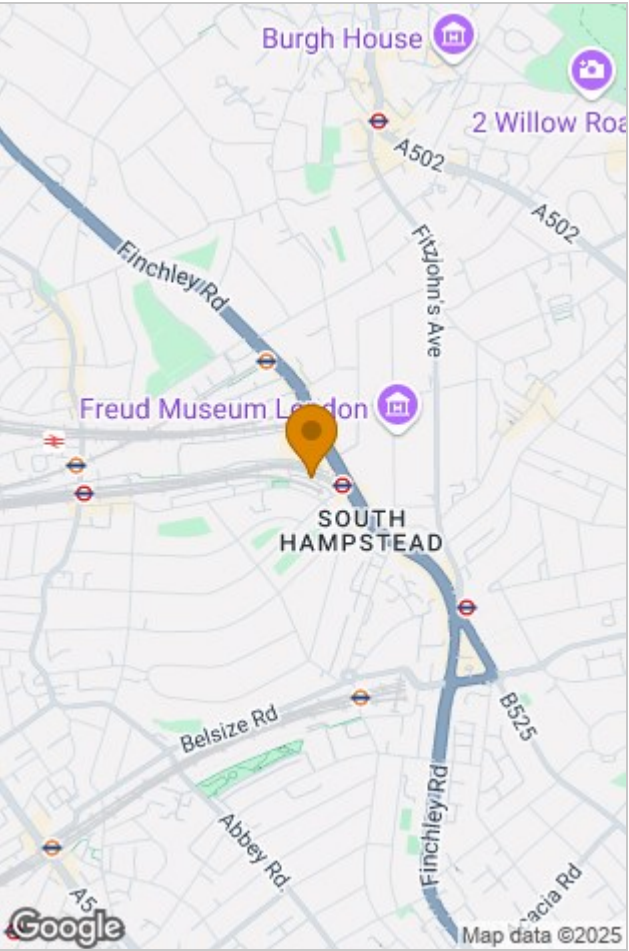 Burgh House
2 Willow Roa
A502
A502
Fitzjohn's Ave
Finchley Rd
Freud Museum London
SOUTH
HAMPSTEAD
Belsize Rd
B525
Finchley Rd
Abbey Rd
A5
cacia Rd
Google
Map data ©2025